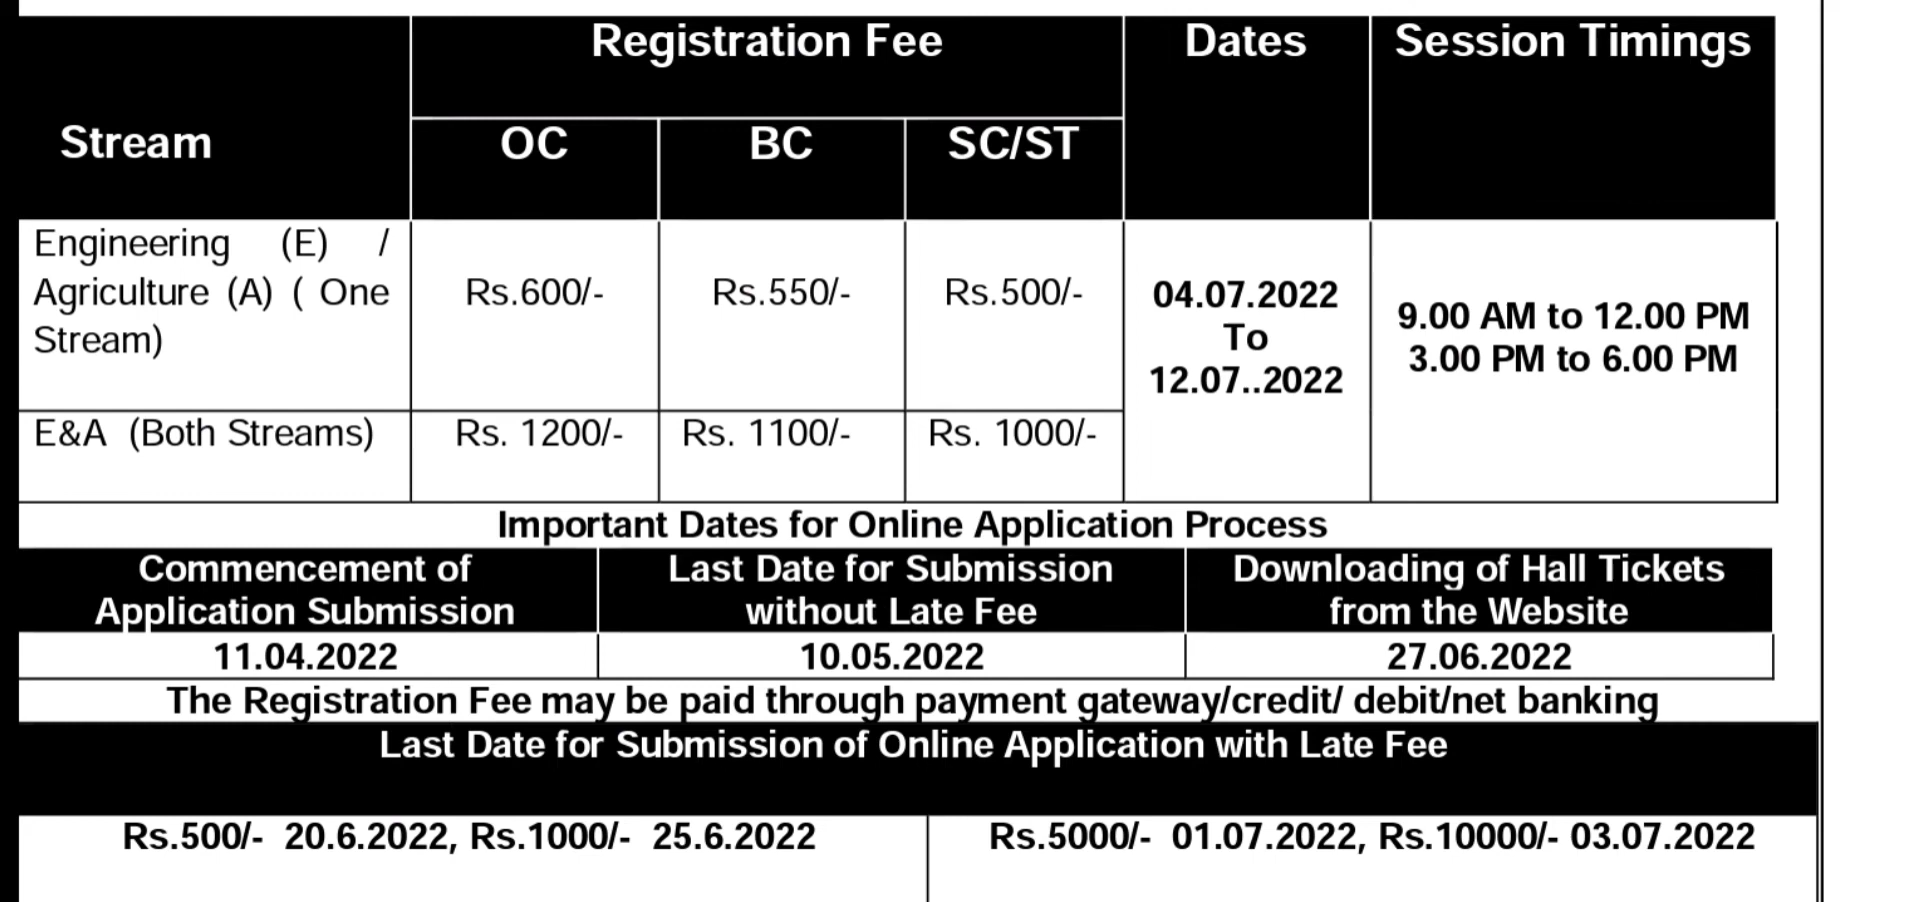 Registration Fee Dates Session Timings
Stream OC BC SC/ST
Engineering (E) /
Agriculture (A) ( One
Stream)
Rs.600/- Rs.550/- Rs.500/-
04.07.2022
To
12.07..2022
9.00 AM to 12.00 PM
3.00 PM to 6.00 PM
E&A (Both Streams) Rs. 1200/- Rs. 1100/- Rs. 1000/-
Important Dates for Online Application Process
Commencement of
Application Submission
Last Date for Submission
without Late Fee
Downloading of Hall Tickets
from the Website
11.04.2022 10.05.2022 27.06.2022
The Registration Fee may be paid through payment gateway/credit/ debit/net banking
Last Date for Submission of Online Application with Late Fee
Rs.500/- 20.6.2022, Rs.1000/- 25.6.2022 Rs.5000/- 01.07.2022, Rs.10000/- 03.07.2022